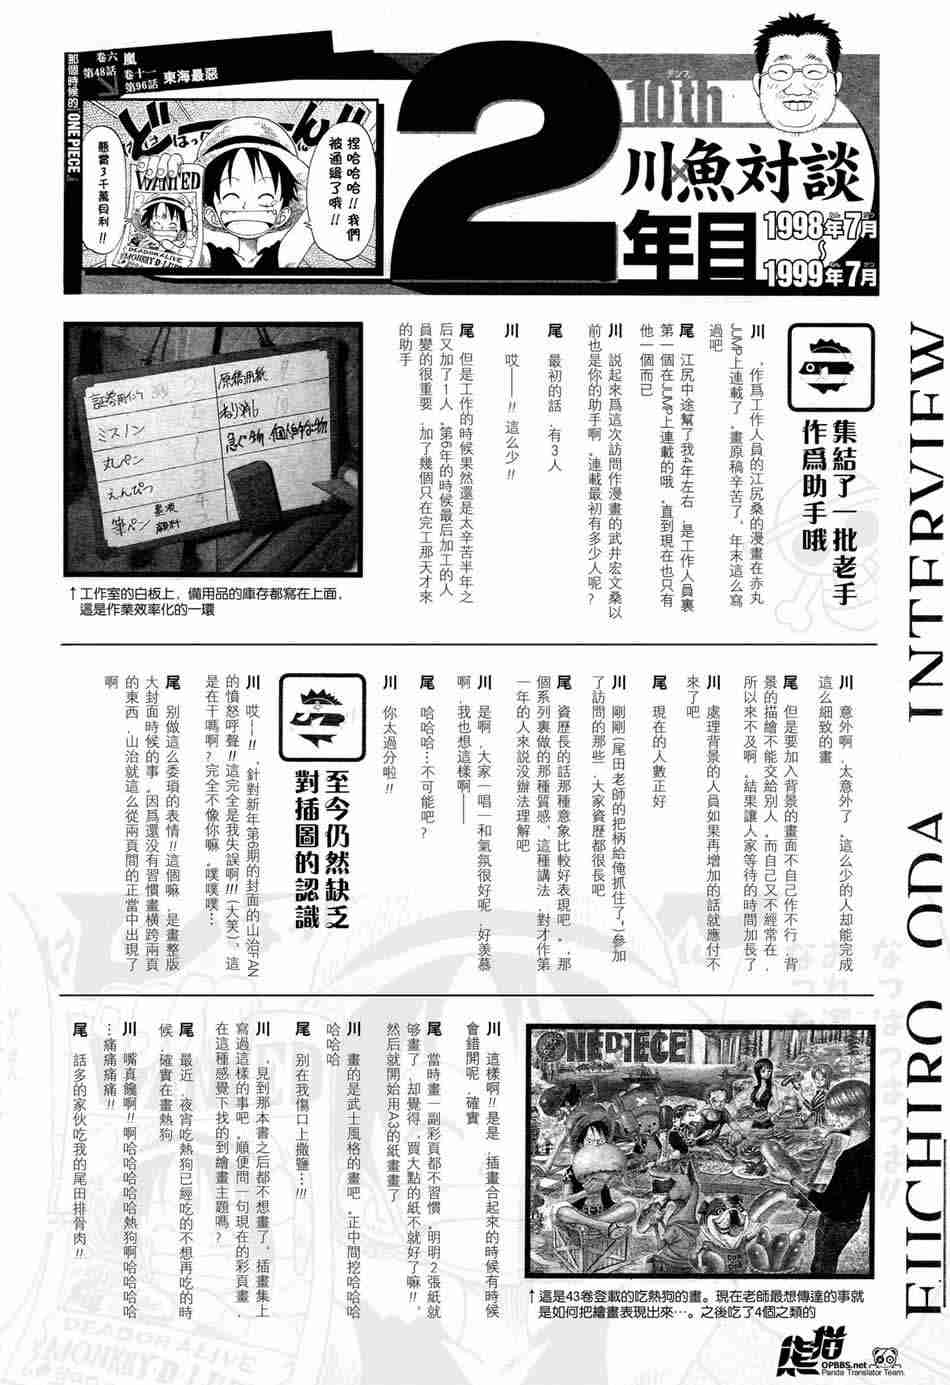 那個時候的「ONE PIECE」
卷六
第48話
嵐
卷十一
第96話
東海最惡
捏哈哈哈!!我們
被通緝了哦!!
懸當3千萬貝利!!
WANTED
DEAD OR ALIVE
MONKEY·D·LUFFY
2
10th
川×魚対談
年目
1998年7月
~
1999年7月
EIICHIRO ODA INTERVIEW
集結了一批老手
作爲助手哦
川 ,作爲工作人員的江尻桑的漫畫在赤丸
JUMP上連載了,畫原稿辛苦了,年末這么寫
過吧
尾 江尻中途幫了我4年左右,是工作人員裏
第一個在JUMP上連載的哦,直到現在也只有
他一個而已
川 説起來爲這次訪問作漫畫的武井宏文桑以
前也是你的助手啊,連載最初有多少人呢?
尾 最初的話,有3人
川 哎——!!這么少!!
尾 但是工作的時候果然還是太辛苦半年之
后又加了1人,第6年的時候最后加工的人
員變的很重要,加了幾個只在完工那天才來
的助手
証券用インク
ミスノン
丸ペン
えんぴつ
筆ペン
原稿用紙
↑工作室的白板上,備用品的庫存都寫在上面,
這是作業效率化的一環
川 意外啊,太意外了,這么少的人却能完成
這么細致的畫
尾 但是要加入背景的畫面不自己作不行,背
景的描繪不能交給別人,而自己又不經常在,
所以來不及啊,結果讓人家等待的時間加長了
川 處理背景的人員如果再增加的話就應付不
來了吧
尾 現在的人數正好
川 剛剛(尾田老師的把柄給俺抓住了,)參加
了訪問的那些,大家資歷都很長吧
尾 資歷長的話那種意象比較好表現吧,,那
個系列裏做的那種質感、這種講法,對才作第
一年的人來説没辦法理解吧
川 是啊,大家一唱一和氣氛很好呢,好羨慕
啊,我也想這樣啊——
尾 哈哈哈…不可能吧?
川 你太過分啦!!
至今仍然缺乏
對插圖的認識
川 哎—!!,針對新年第6期的封面的山治FAN
的憤怒呼聲!!這完全是我失誤啊!!!(大笑),這
是在干嗎啊?完全不像你嘛,噗噗噗…
尾 别做這么委瑣的表情!!這個嘛,是畫整版
大封面時候的事,因爲還没有習慣畫横跨兩頁
的東西,山治就這么從兩頁間的正當中出現了
啊
ONE PIECE
↑這是43卷登載的吃熱狗的畫。現在老師最想傳達的事就
是如何把繪畫表現出來…。之後吃了4個之類的
川 這樣啊!!是是,插畫合起來的時候有時候
會錯開呢,確實
尾 當時畫一副彩頁都不習慣,明明2張紙就
够畫了,却覺得,買大點的紙不就好了嘛!!,
然后就開始用A3的紙畫了
川 畫的是武士風格的畫吧,正中間挖哈哈哈
哈哈哈
尾 别在我傷口上撒鹽…!!!
川 ,見到那本書之后都不想畫了,插畫集上
寫過這樣的事吧,順便問一句現在的彩頁畫,
在這種感覺下找的到繪畫主題嗎?
尾 最近,夜宵吃熱狗已經吃的不想再吃的時
候,確實在畫熱狗
川 嘴真饞啊!!啊哈哈哈哈熱狗啊哈哈哈哈
…痛痛痛痛!!
尾 話多的家伙吃我的尾田排骨肉!!
熊猫
OPBBS.net
Panda Translator Team.